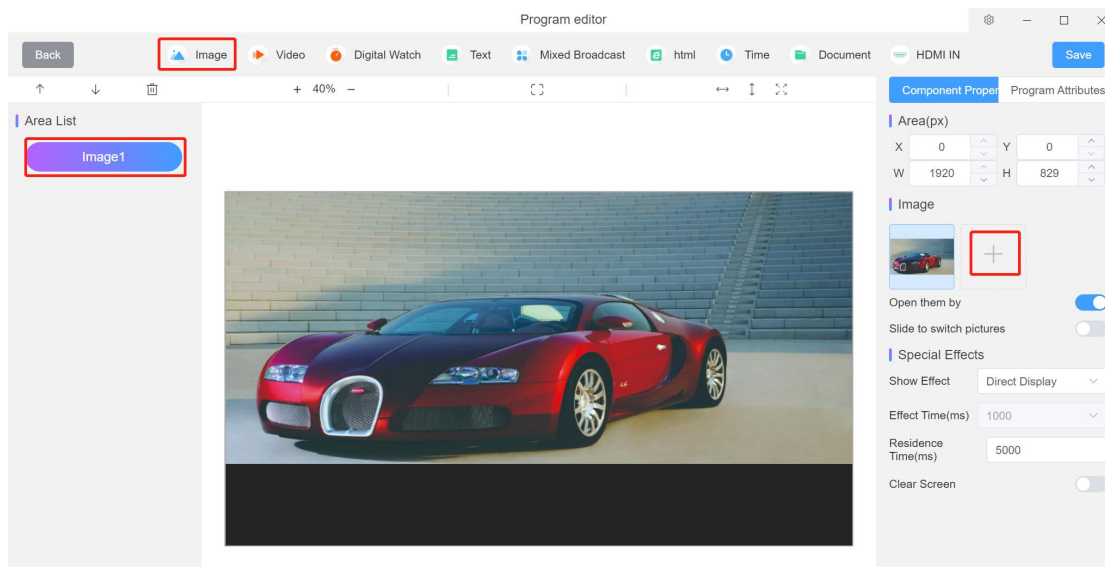 Program editor
Back Image Video Digital Watch Text Mixed Broadcast html Time Document HDMI IN Save
+ 40% −
Component Proper Program Attributes
Area List
Image1
Area(px)
X 0 Y 0
W 1920 H 829
Image
Open them by
Slide to switch pictures
Special Effects
Show Effect Direct Display
Effect Time(ms) 1000
Residence
Time(ms) 5000
Clear Screen